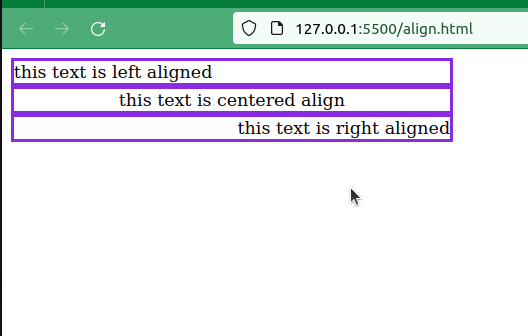 127.0.0.1:5500/align.html
this text is left aligned
this text is centered align
this text is right aligned